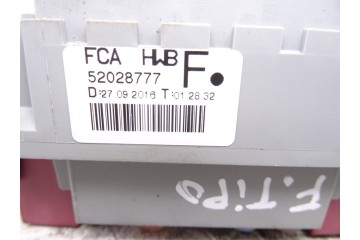 FCA HWB F.
52028777
D:27.09.2016 T:01:28:32
F.TiPO